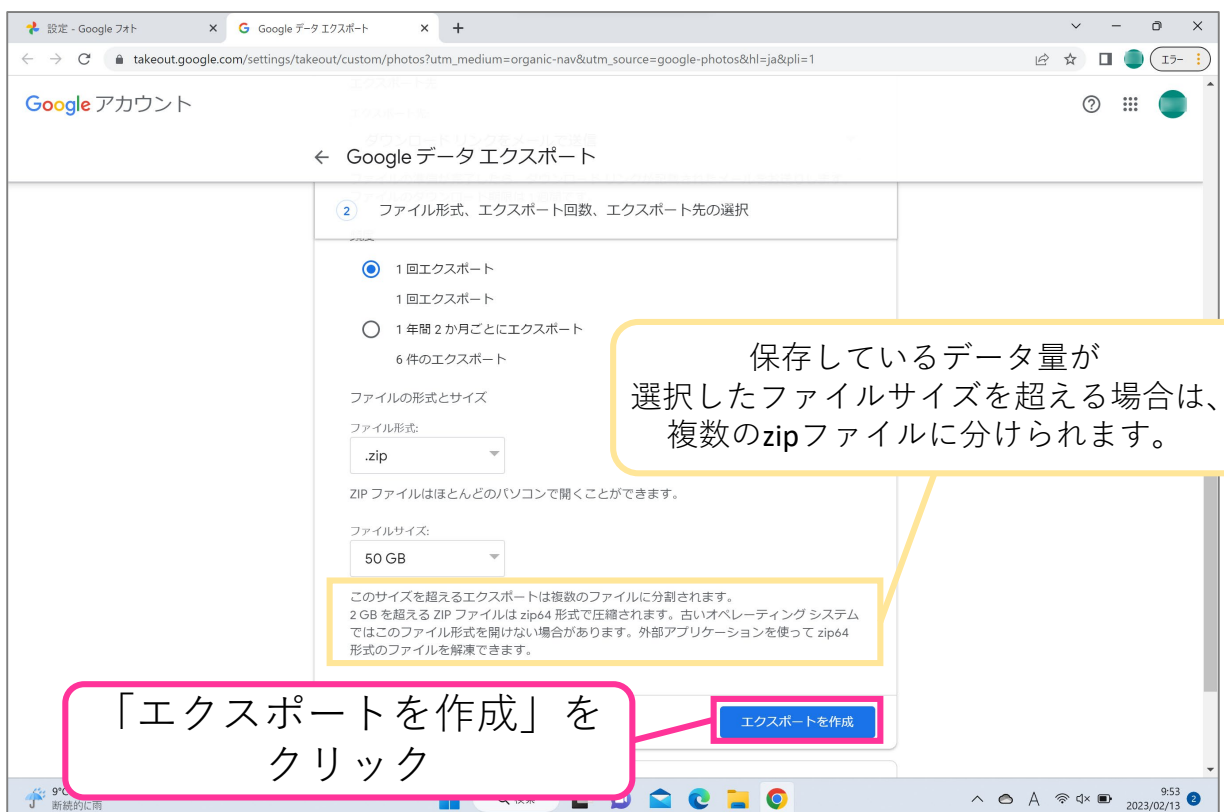 設定 - Google フォト
Google データ エクスポート
takeout.google.com/settings/takeout/custom/photos?utm_medium=organic-nav&utm_source=google-photos&hl=ja&pli=1
エラー
Google アカウント
Google データ エクスポート
2 ファイル形式、エクスポート回数、エクスポート先の選択
1 回エクスポート
1 回エクスポート
1 年間 2 か月ごとにエクスポート
6 件のエクスポート
保存しているデータ量が
選択したファイルサイズを超える場合は、
複数のzipファイルに分けられます。
ファイルの形式とサイズ
ファイル形式:
.zip
ZIP ファイルはほとんどのパソコンで開くことができます。
ファイルサイズ:
50 GB
このサイズを超えるエクスポートは複数のファイルに分割されます。
2 GB を超える ZIP ファイルは zip64 形式で圧縮されます。古いオペレーティング システム
ではこのファイル形式を開けない場合があります。外部アプリケーションを使って zip64
形式のファイルを解凍できます。
「エクスポートを作成」を
クリック
エクスポートを作成
9°C
断続的に雨
A
9:53
2023/02/13
2